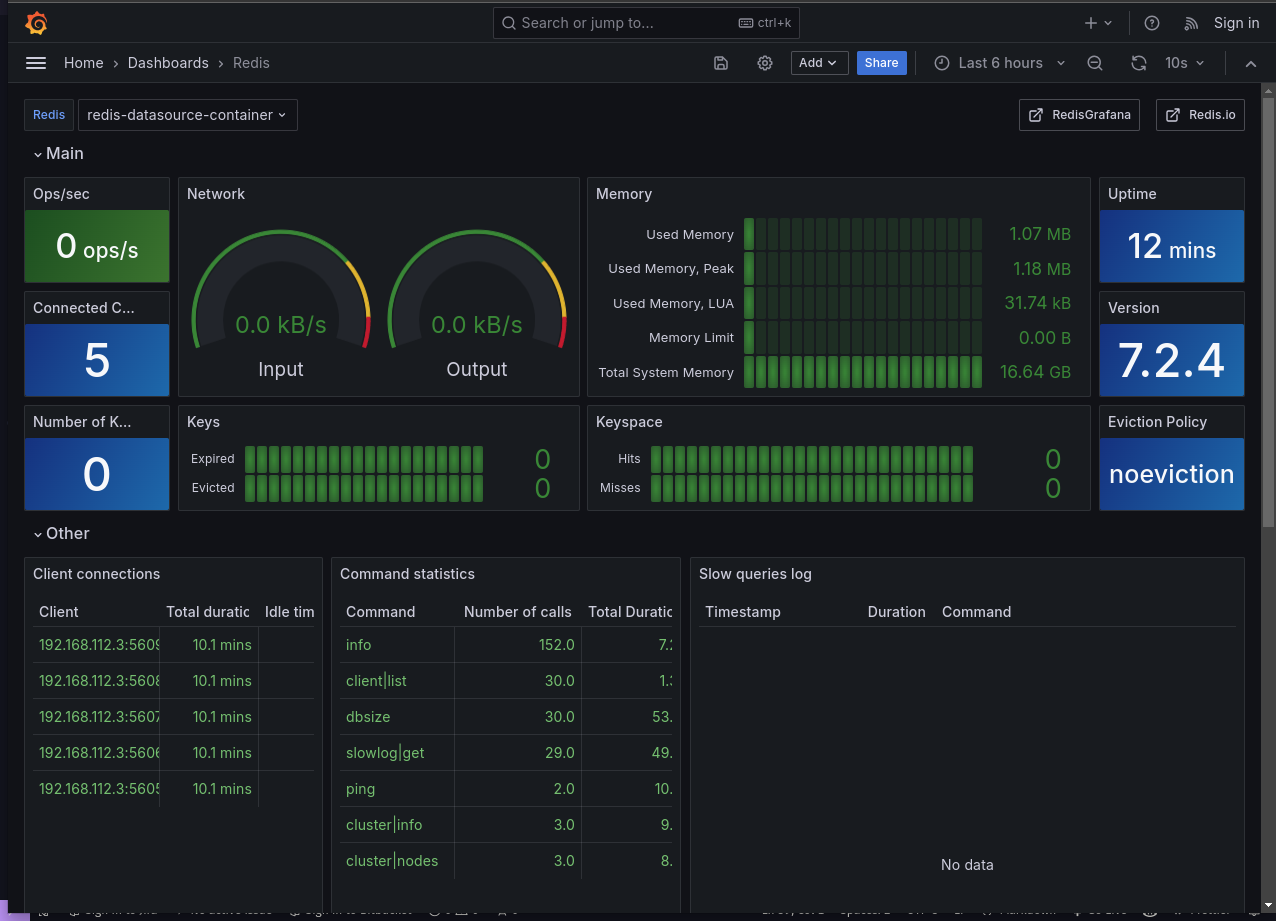 Search or jump to...
ctrl+k
Sign in
Home › Dashboards › Redis
Add
Share
Last 6 hours
10s
Redis
redis-datasource-container
RedisGrafana
Redis.io
Main
Ops/sec
0 ops/s
Network
0.0 kB/s
0.0 kB/s
Input
Output
Memory
Used Memory
1.07 MB
Used Memory, Peak
1.18 MB
Used Memory, LUA
31.74 kB
Memory Limit
0.00 B
Total System Memory
16.64 GB
Uptime
12 mins
Connected C...
5
Version
7.2.4
Number of K...
0
Keys
Expired
0
Evicted
0
Keyspace
Hits
0
Misses
0
Eviction Policy
noeviction
Other
Client connections
Client Total duratic Idle tim
192.168.112.3:5609 10.1 mins
192.168.112.3:5608 10.1 mins
192.168.112.3:5607 10.1 mins
192.168.112.3:5606 10.1 mins
192.168.112.3:5605 10.1 mins
Command statistics
Command Number of calls Total Duratic
info 152.0
client|list 30.0
dbsize 30.0 53.
slowlog|get 29.0 49.
ping 2.0 10.
cluster|info 3.0 9.
cluster|nodes 3.0 8.
Slow queries log
Timestamp Duration Command
No data